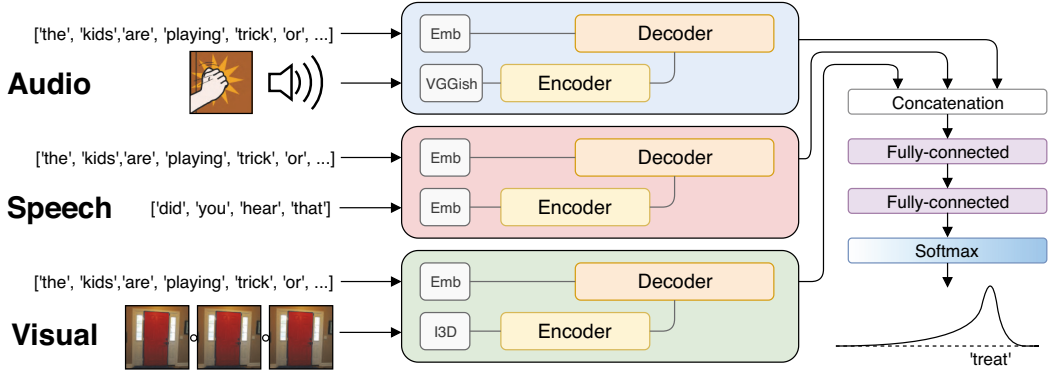 ['the', 'kids','are', 'playing', 'trick', 'or', ...]
Emb
Decoder
Audio
VGGish
Encoder
['the', 'kids','are', 'playing', 'trick', 'or', ...]
Emb
Decoder
Speech
['did', 'you', 'hear', 'that']
Emb
Encoder
['the', 'kids','are', 'playing', 'trick', 'or', ...]
Emb
Decoder
Visual
I3D
Encoder
Concatenation
Fully-connected
Fully-connected
Softmax
'treat'